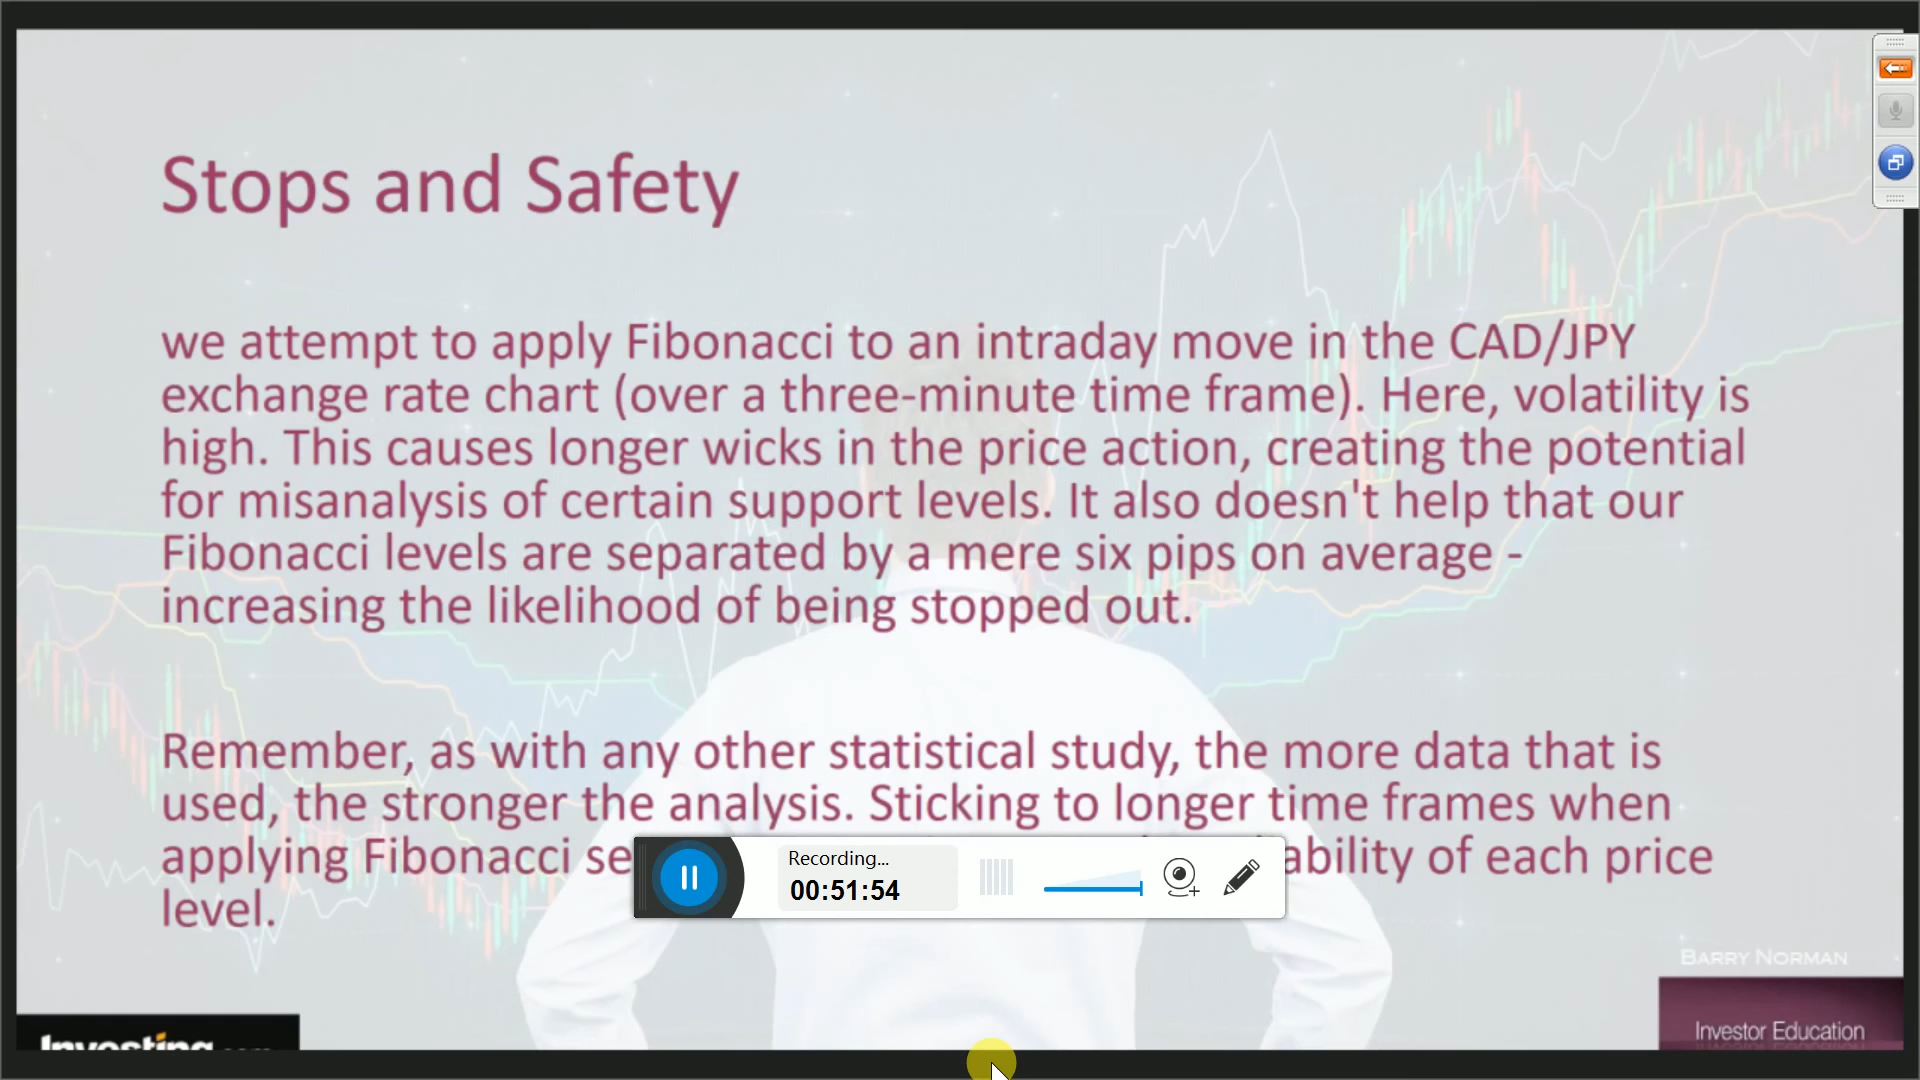 Stops and Safety
we attempt to apply Fibonacci to an intraday move in the CAD/JPY
exchange rate chart (over a three-minute time frame). Here, volatility is
high. This causes longer wicks in the price action, creating the potential
for misanalysis of certain support levels. It also doesn't help that our
Fibonacci levels are separated by a mere six pips on average -
increasing the likelihood of being stopped out.
Remember, as with any other statistical study, the more data that is
used, the stronger the analysis. Sticking to longer time frames when
applying Fibonacci se ability of each price
level.
Recording...
00:51:54
BARRY NORMAN
Investing.com
Investor Education